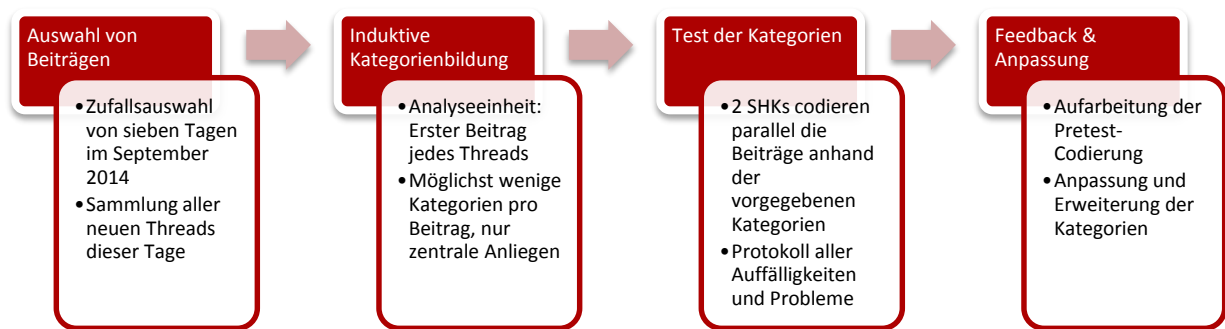 Auswahl von
Beiträgen
•Zufallsauswahl
von sieben Tagen
im September
2014
•Sammlung aller
neuen Threads
dieser Tage
Induktive
Kategorienbildung
•Analyseeinheit:
Erster Beitrag
jedes Threads
•Möglichst wenige
Kategorien pro
Beitrag, nur
zentrale Anliegen
Test der Kategorien
•2 SHKs codieren
parallel die
Beiträge anhand
der
vorgegebenen
Kategorien
•Protokoll aller
Auffälligkeiten
und Probleme
Feedback &
Anpassung
•Aufarbeitung der
Pretest-
Codierung
•Anpassung und
Erweiterung der
Kategorien